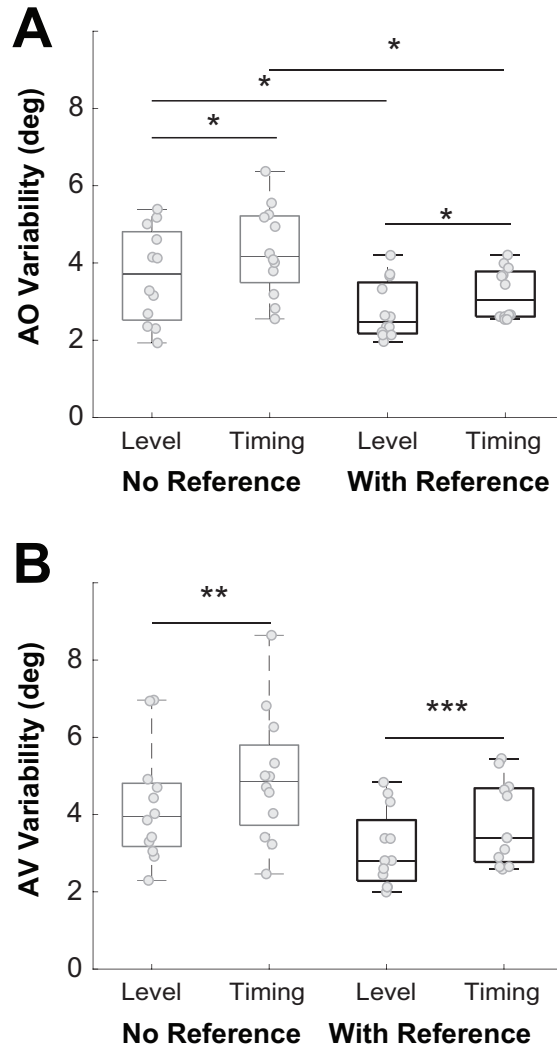 A
AO Variability (deg)
8
6
4
2
0
*
*
*
*
Level Timing Level Timing
No Reference With Reference
B
AV Variability (deg)
8
6
4
2
0
**
***
Level Timing Level Timing
No Reference With Reference